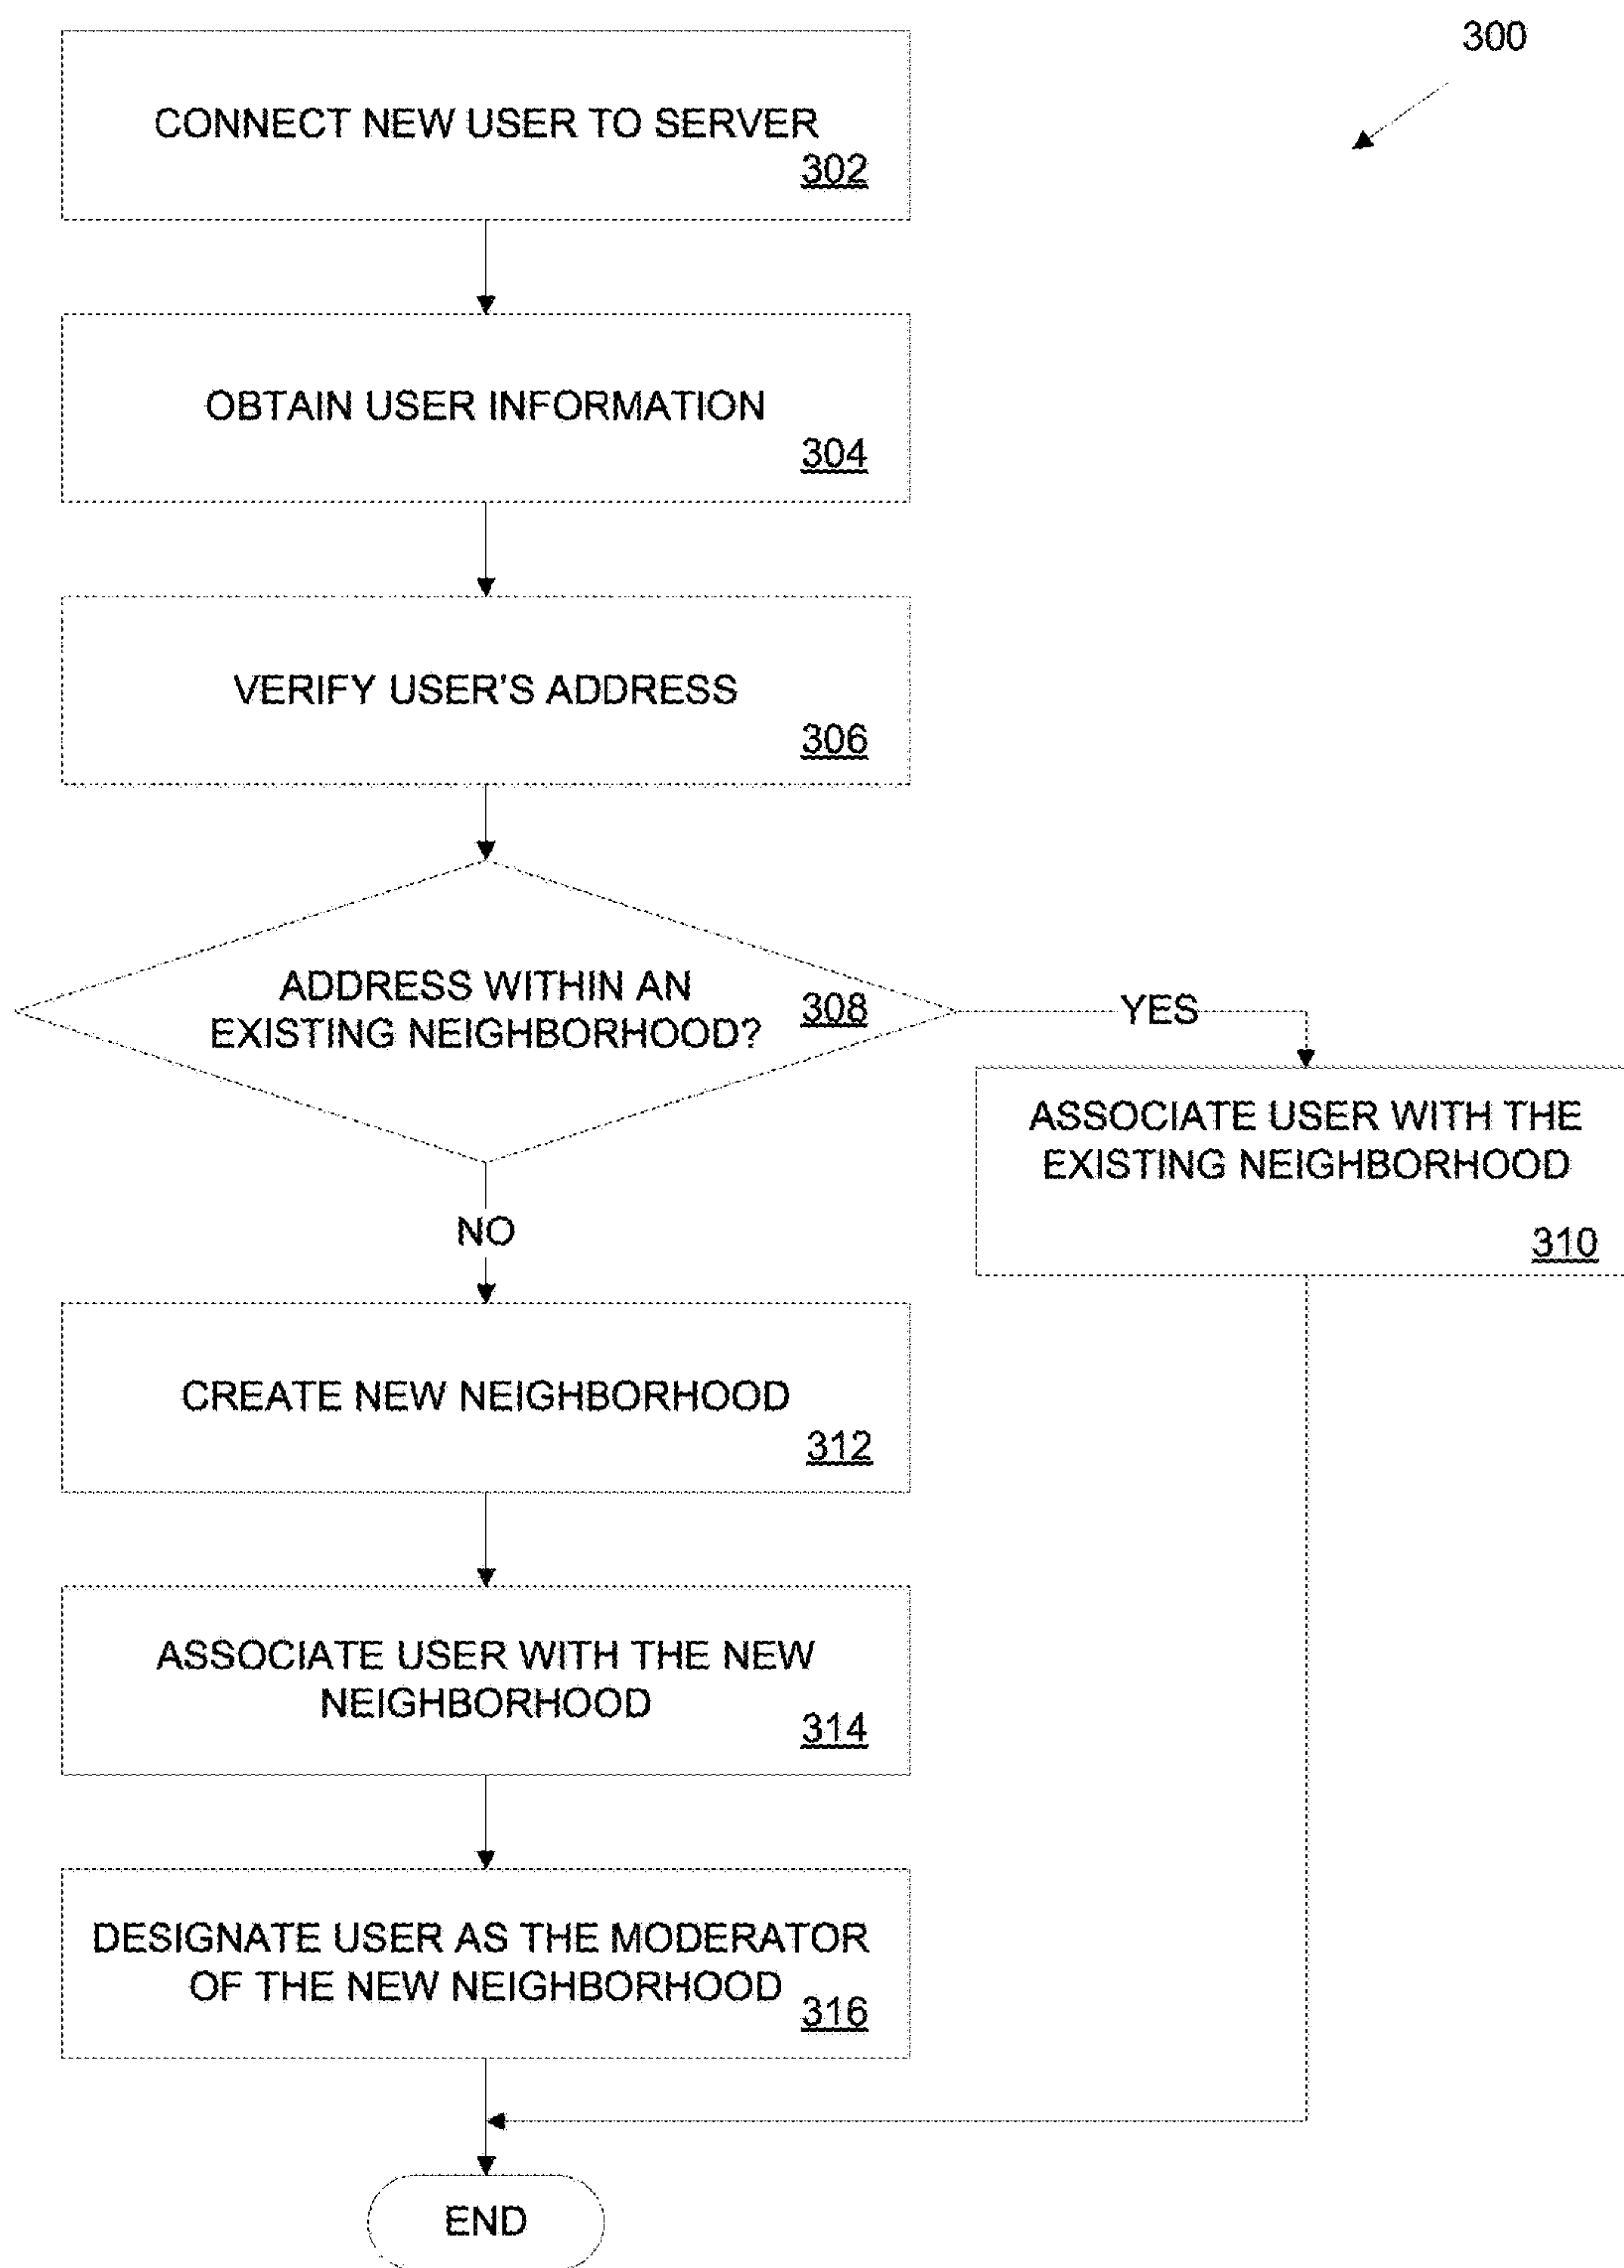 300
CONNECT NEW USER TO SERVER
302
OBTAIN USER INFORMATION
304
VERIFY USER'S ADDRESS
306
ADDRESS WITHIN AN
EXISTING NEIGHBORHOOD?
308
YES
ASSOCIATE USER WITH THE
EXISTING NEIGHBORHOOD
310
NO
CREATE NEW NEIGHBORHOOD
312
ASSOCIATE USER WITH THE NEW
NEIGHBORHOOD
314
DESIGNATE USER AS THE MODERATOR
OF THE NEW NEIGHBORHOOD
316
END